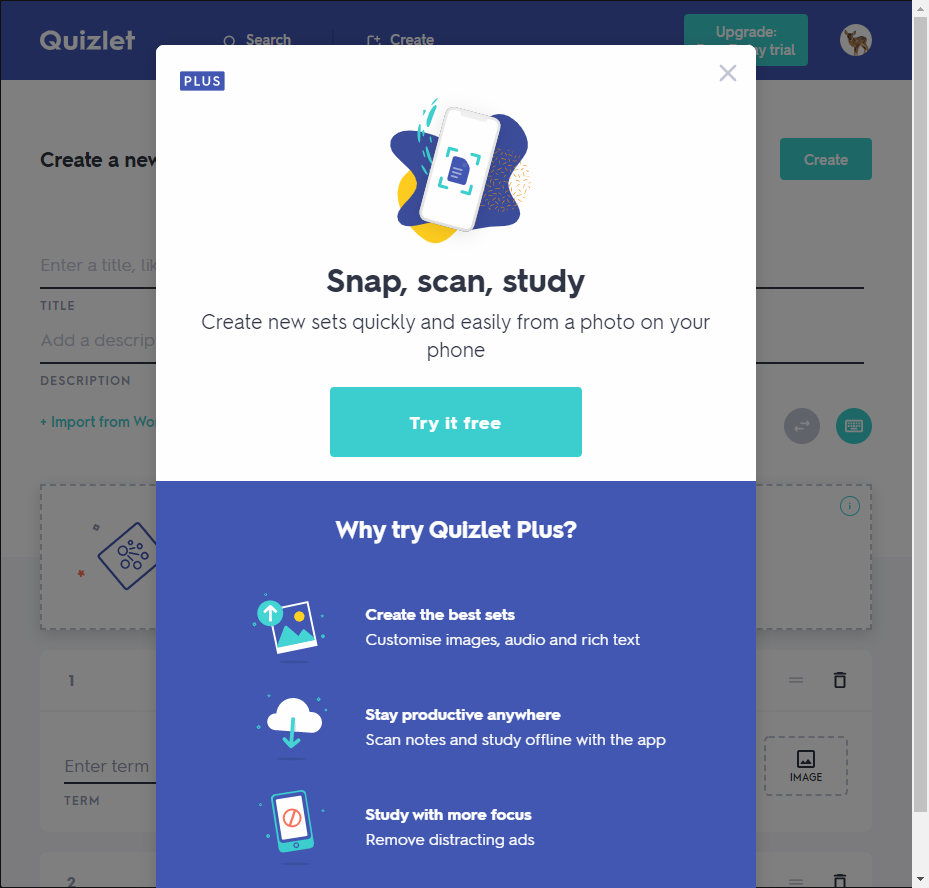 Quizlet
Search
Create
Upgrade:
ay trial
PLUS
Create a new
Create
Snap, scan, study
Create new sets quickly and easily from a photo on your
phone
Enter a title, lik
TITLE
Add a descrip
DESCRIPTION
Try it free
+ Import from Wor
Why try Quizlet Plus?
Create the best sets
Customise images, audio and rich text
1
Stay productive anywhere
Scan notes and study offline with the app
Enter term
TERM
IMAGE
Study with more focus
Remove distracting ads
2